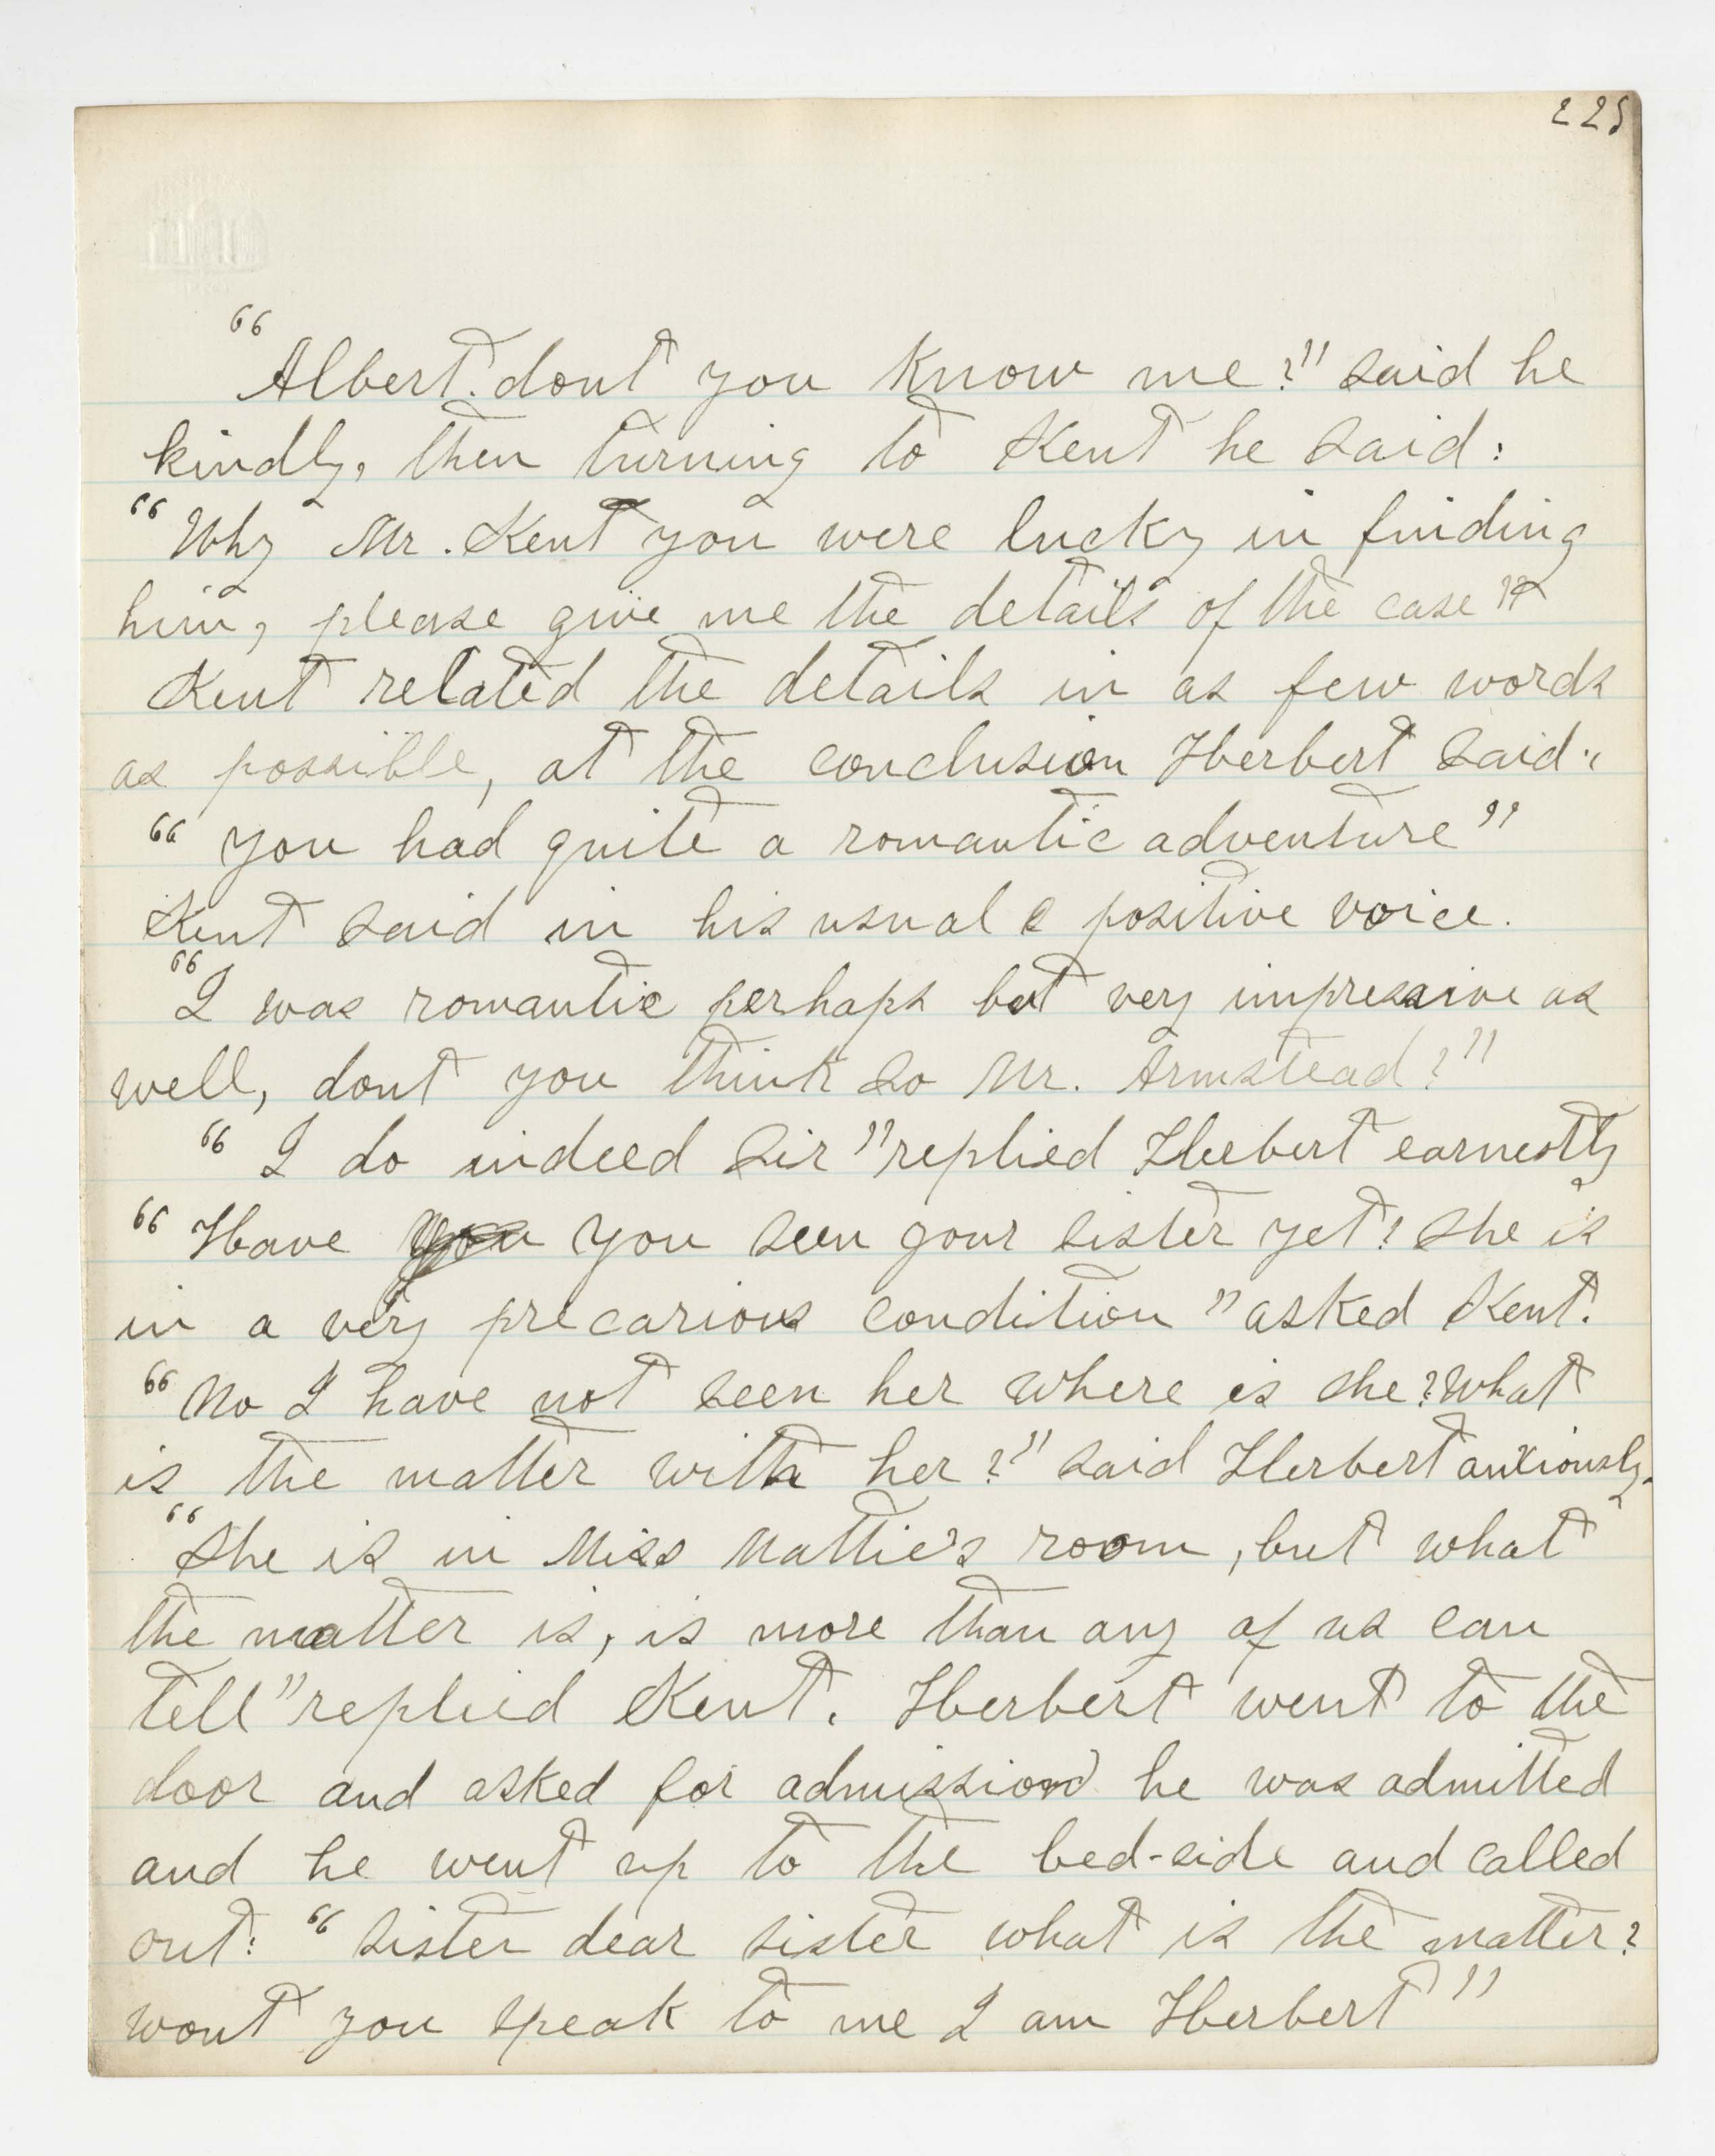 225
"Albert. dont you know me?" said he
kindly, then turning to Kent he said:
"Why Mr. Kent you were lucky in finding
him, please give me the details of the case"
Kent related the details in as few words
as possible, at the conclusion Herbert said:
"you had quite a romantic adventure"
Kent said in his usual positive voice.
"I was romantic perhaps but very impressive as
well, dont you think so Mr. Armstead?"
"I do indeed sir" replied Herbert earnestly
"Have you seen your sister yet? she is
in a very precarious condition" asked Kent.
"No I have not seen her where is she? What
is the matter with her?" said Herbert anxiously.
"She is in Miss Mattie's room, but what
the matter is, is more than any of us can
tell" replied Kent. Herbert went to the
door and asked for admission he was admitted
and he went up to the bed-side and called
out: "sister dear sister what is the matter?
wont you speak to me I am Herbert"